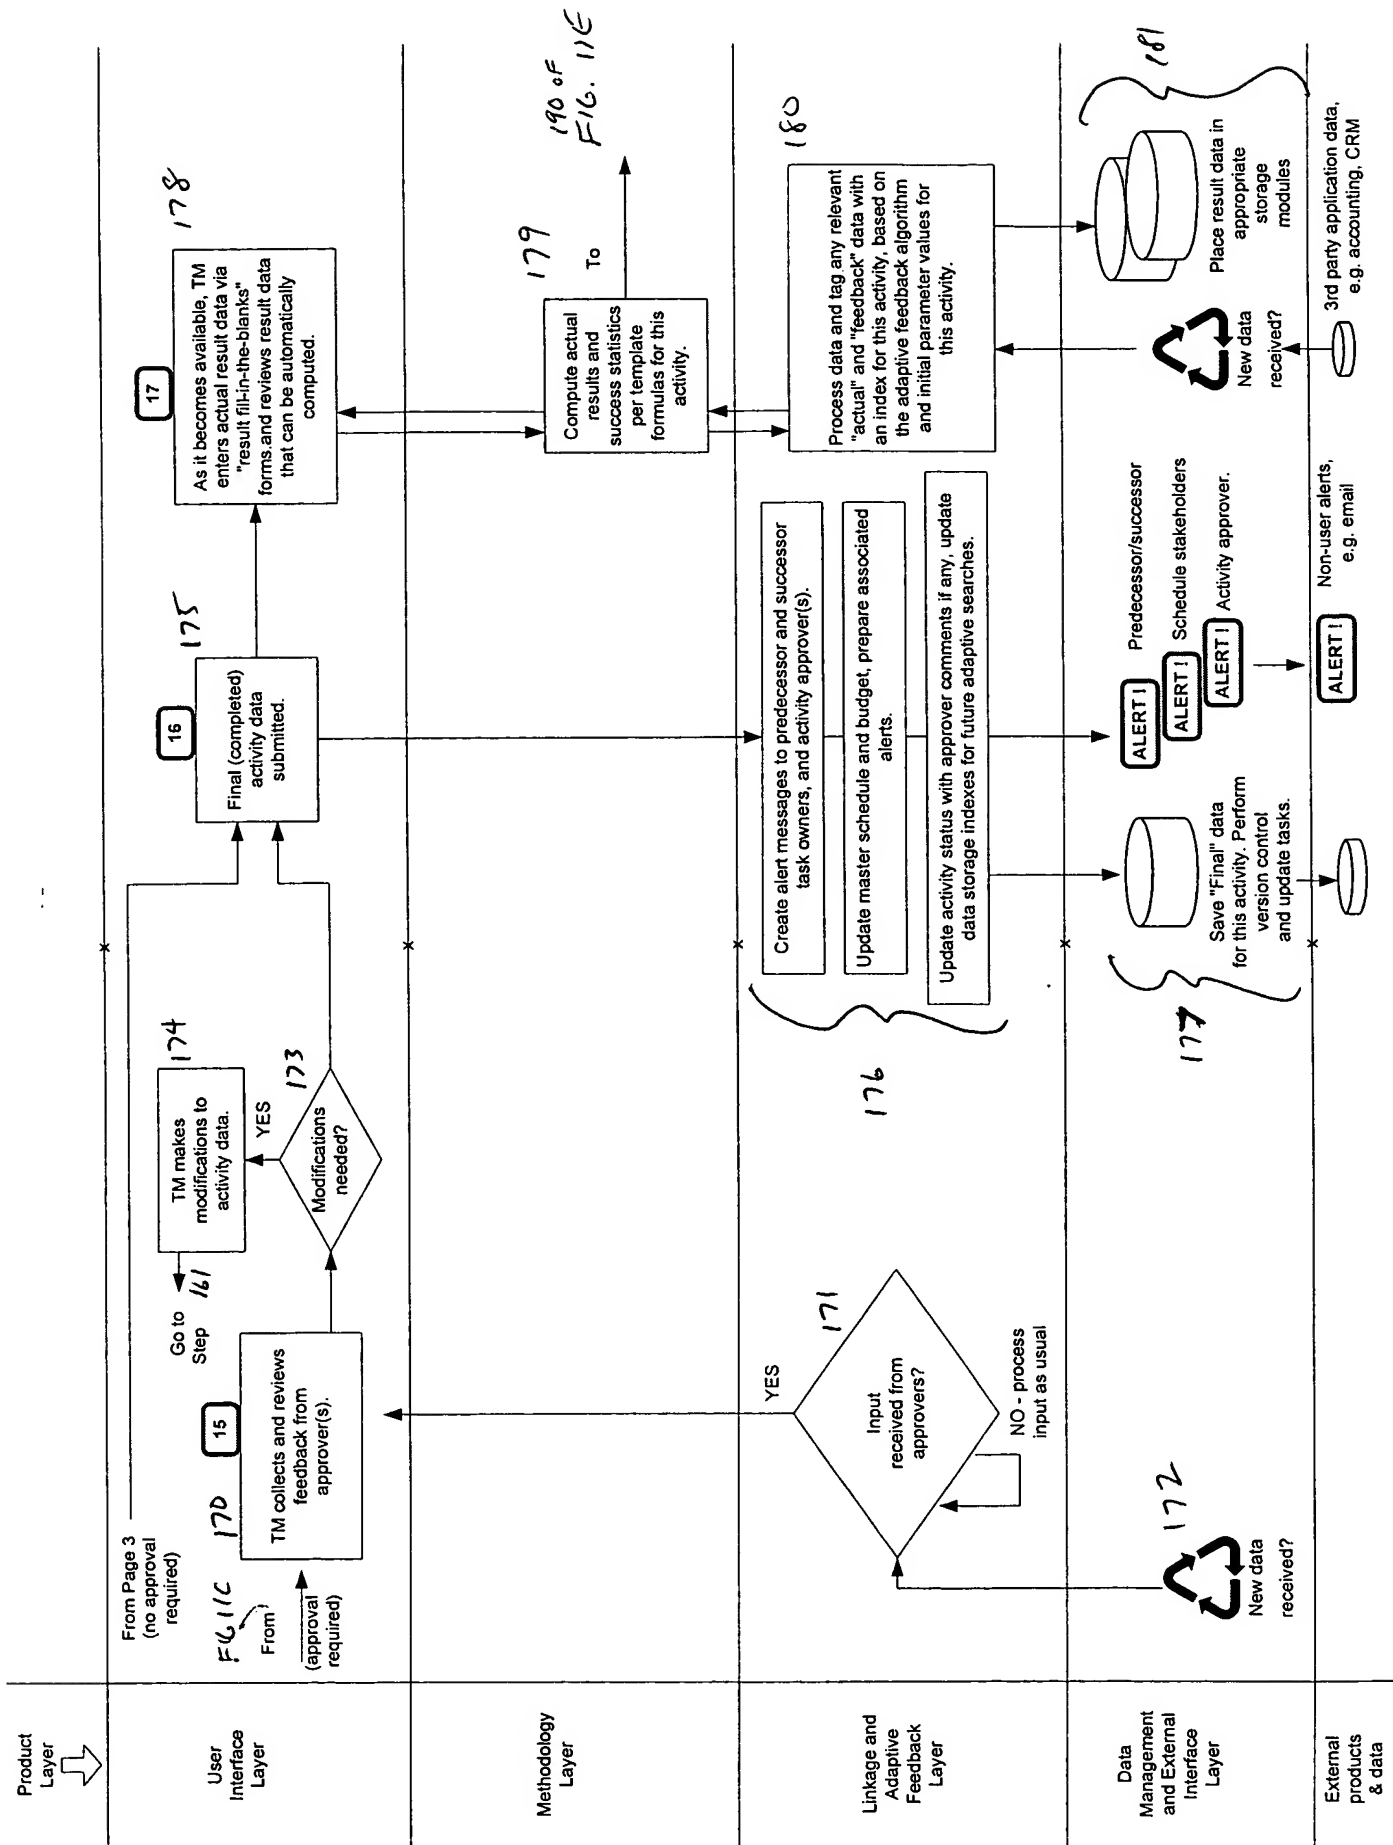 Product
Layer
User
Interface
Layer
Methodology
Layer
Linkage and
Adaptive
Feedback
Layer
Data
Management
and External
Interface
Layer
External
products
& data
From Page 3
(no approval
required)
FG 11C
From
(approval
required)
170
15
TM collects and reviews
feedback from
approver(s).
Go to
Step 161
174
TM makes
modifications to
activity data.
YES
173
Modifications
needed?
175
16
Final (completed)
activity data
submitted.
178
17
As it becomes available, TM
enters actual result data via
"result fill-in-the-blanks"
forms.and reviews result data
that can be automatically
computed.
179
To
190 OF
FIG. 11E
Compute actual
results and
success statistics
per template
formulas for this
activity.
YES
171
Input
received from
approvers?
NO - process
input as usual
176
Create alert messages to predecessor and successor
task owners, and activity approver(s).
Update master schedule and budget, prepare associated
alerts.
Update activity status with approver comments if any, update
data storage indexes for future adaptive searches.
180
Process data and tag any relevant
"actual" and "feedback" data with
an index for this activity, based on
the adaptive feedback algorithm
and initial parameter values for
this activity.
172
New data
received?
177
Save "Final" data
for this activity. Perform
version control
and update tasks.
ALERT !
Predecessor/successor
ALERT !
Schedule stakeholders
ALERT !
Activity approver.
ALERT !
Non-user alerts,
e.g. email
New data
received?
Place result data in
appropriate
storage
modules
181
3rd party application data,
e.g. accounting, CRM